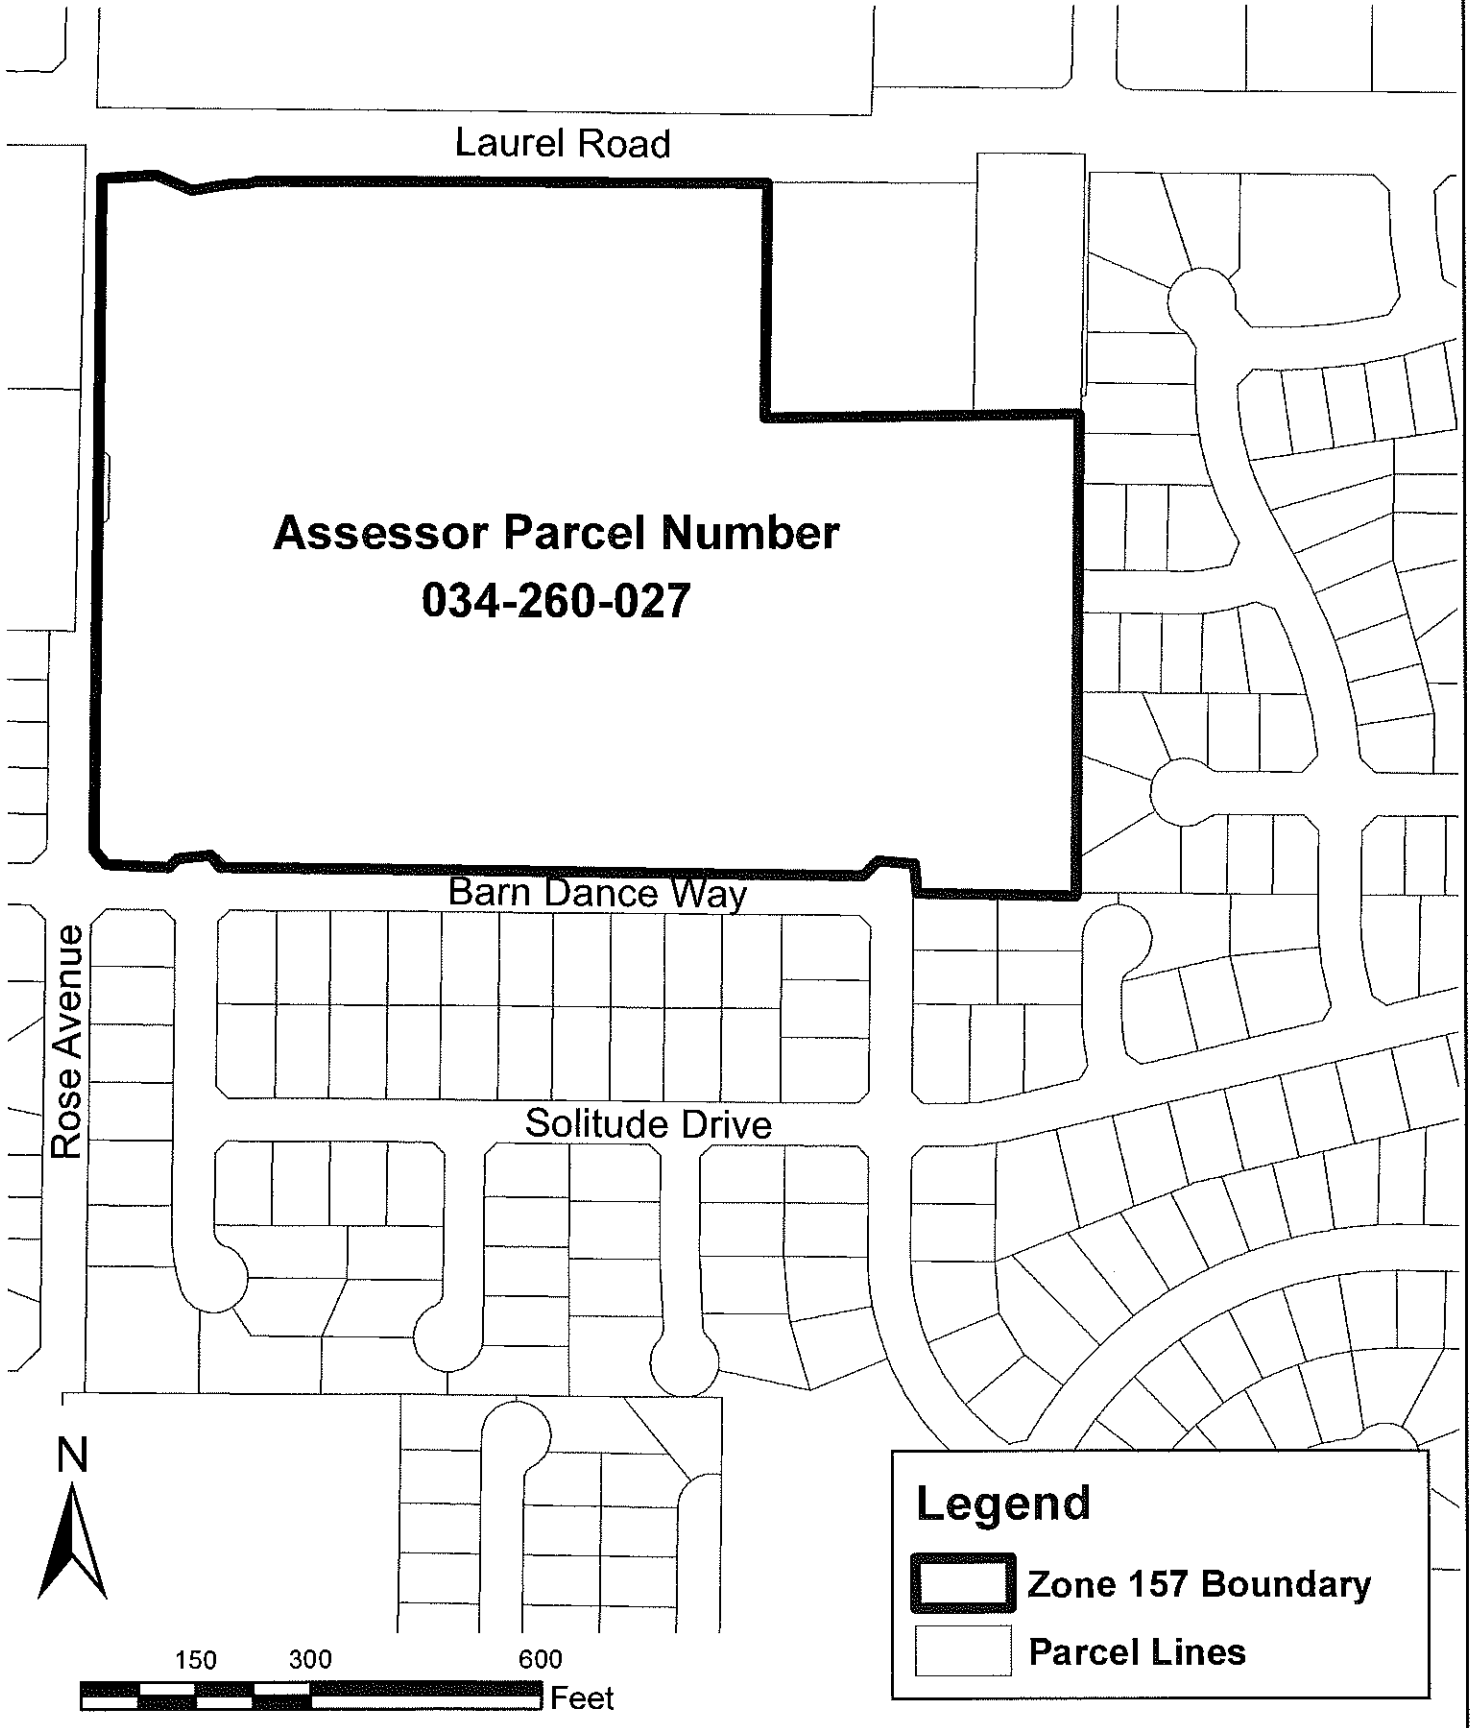 Laurel Road
Assessor Parcel Number
034-260-027
Barn Dance Way
Rose Avenue
Solitude Drive
N
Legend
Zone 157 Boundary
Parcel Lines
150 300 600
Feet